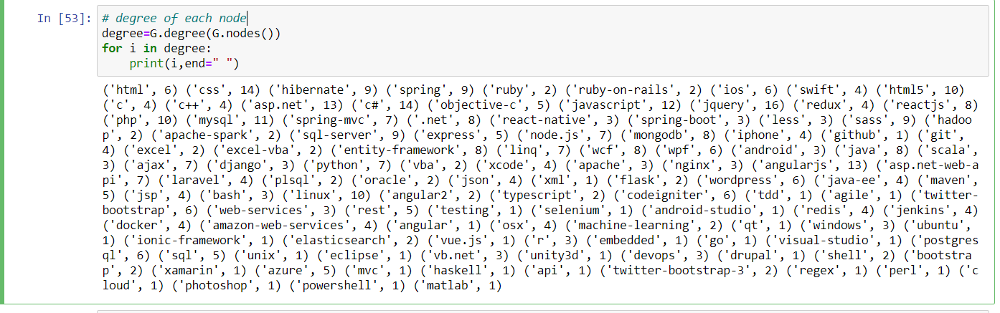 In [53]: # degree of each node
degree=G.degree(G.nodes())
for i in degree:
    print(i,end=" ")
('html', 6) ('css', 14) ('hibernate', 9) ('spring', 9) ('ruby', 2) ('ruby-on-rails', 2) ('ios', 6) ('swift', 4) ('html5', 10)
('c', 4) ('c++', 4) ('asp.net', 13) ('c#', 14) ('objective-c', 5) ('javascript', 12) ('jquery', 16) ('redux', 4) ('reactjs', 8)
('php', 10) ('mysql', 11) ('spring-mvc', 7) ('.net', 8) ('react-native', 3) ('spring-boot', 3) ('less', 3) ('sass', 9) ('hadoo
p', 2) ('apache-spark', 2) ('sql-server', 9) ('express', 5) ('node.js', 7) ('mongodb', 8) ('iphone', 4) ('github', 1) ('git',
4) ('excel', 2) ('excel-vba', 2) ('entity-framework', 8) ('linq', 7) ('wcf', 8) ('wpf', 6) ('android', 3) ('java', 8) ('scala',
3) ('ajax', 7) ('django', 3) ('python', 7) ('vba', 2) ('xcode', 4) ('apache', 3) ('nginx', 3) ('angularjs', 13) ('asp.net-web-a
pi', 7) ('laravel', 4) ('plsql', 2) ('oracle', 2) ('json', 4) ('xml', 1) ('flask', 2) ('wordpress', 6) ('java-ee', 4) ('maven',
5) ('jsp', 4) ('bash', 3) ('linux', 10) ('angular2', 2) ('typescript', 2) ('codeigniter', 6) ('tdd', 1) ('agile', 1) ('twitter-
bootstrap', 6) ('web-services', 3) ('rest', 5) ('testing', 1) ('selenium', 1) ('android-studio', 1) ('redis', 4) ('jenkins', 4)
('docker', 4) ('amazon-web-services', 4) ('angular', 1) ('osx', 4) ('machine-learning', 2) ('qt', 1) ('windows', 3) ('ubuntu',
1) ('ionic-framework', 1) ('elasticsearch', 2) ('vue.js', 1) ('r', 3) ('embedded', 1) ('go', 1) ('visual-studio', 1) ('postgres
ql', 6) ('sql', 5) ('unix', 1) ('eclipse', 1) ('vb.net', 3) ('unity3d', 1) ('devops', 3) ('drupal', 1) ('shell', 2) ('bootstra
p', 2) ('xamarin', 1) ('azure', 5) ('mvc', 1) ('haskell', 1) ('api', 1) ('twitter-bootstrap-3', 2) ('regex', 1) ('perl', 1) ('c
loud', 1) ('photoshop', 1) ('powershell', 1) ('matlab', 1)